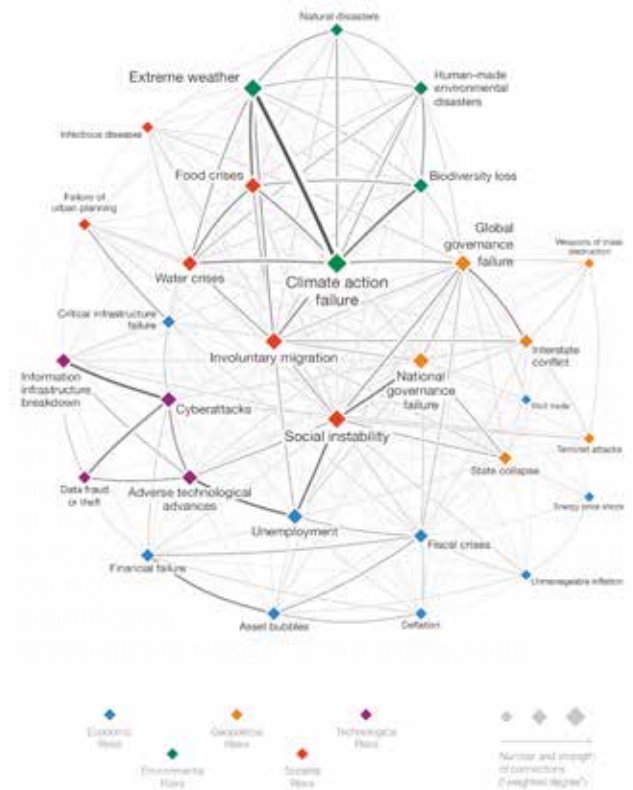 Natural disasters
Extreme weather
Human-made
environmental
disasters
Infectious diseases
Food crises
Biodiversity loss
Failure of
urban planning
Global
governance
failure
Weapons of mass
destruction
Water crises
Climate action
failure
Critical infrastructure
failure
Involuntary migration
Interstate
conflict
Information
infrastructure
breakdown
National
governance
failure
Cyberattacks
Illicit trade
Social instability
Terrorist attacks
State collapse
Data fraud
or theft
Adverse technological
advances
Energy price shock
Unemployment
Fiscal crises
Financial failure
Unmanageable inflation
Asset bubbles
Deflation
Economic
Risks
Geopolitical
Risks
Technological
Risks
Environmental
Risks
Societal
Risks
Number and strength
of connections
("weighted degree")